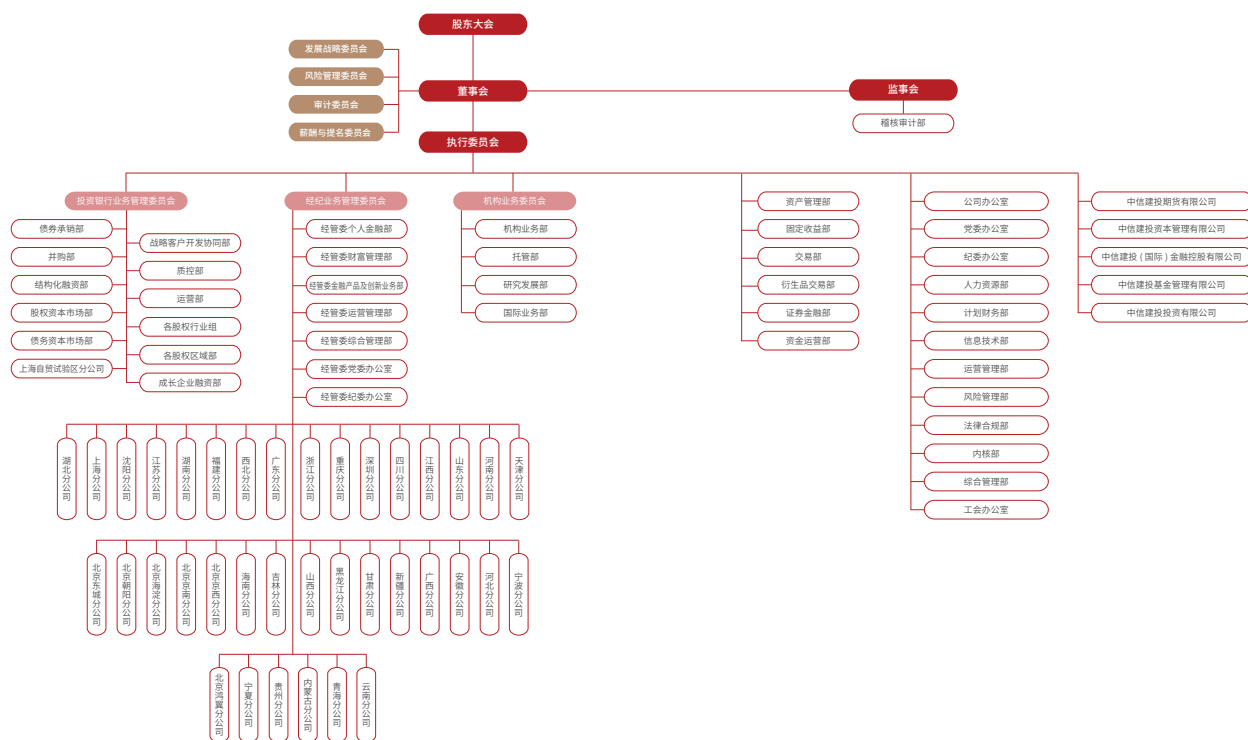 股东大会
发展战略委员会
风险管理委员会
审计委员会
薪酬与提名委员会
董事会
监事会
稽核审计部
执行委员会
投资银行业务管理委员会
债券承销部
并购部
结构化融资部
股权资本市场部
债务资本市场部
上海自贸试验区分公司
战略客户开发协同部
质控部
运营部
各股权行业组
各股权区域部
成长企业融资部
经纪业务管理委员会
经管委个人金融部
经管委财富管理部
经管委金融产品及创新业务部
经管委运营管理部
经管委综合管理部
经管委党委办公室
经管委纪委办公室
机构业务委员会
机构业务部
托管部
研究发展部
国际业务部
资产管理部
固定收益部
交易部
衍生品交易部
证券金融部
资金运营部
公司办公室
党委办公室
纪委办公室
人力资源部
计划财务部
信息技术部
运营管理部
风险管理部
法律合规部
内核部
综合管理部
工会办公室
中信建投期货有限公司
中信建投资本管理有限公司
中信建投(国际)金融控股有限公司
中信建投基金管理有限公司
中信建投投资有限公司
湖北分公司
上海分公司
沈阳分公司
江苏分公司
湖南分公司
福建分公司
西北分公司
广东分公司
浙江分公司
重庆分公司
深圳分公司
四川分公司
江西分公司
山东分公司
河南分公司
天津分公司
北京东城分公司
北京朝阳分公司
北京海淀分公司
北京京南分公司
北京京西分公司
海南分公司
吉林分公司
山西分公司
黑龙江分公司
甘肃分公司
新疆分公司
广西分公司
安徽分公司
河北分公司
宁波分公司
北京鸿翼分公司
宁夏分公司
贵州分公司
内蒙古分公司
青海分公司
云南分公司